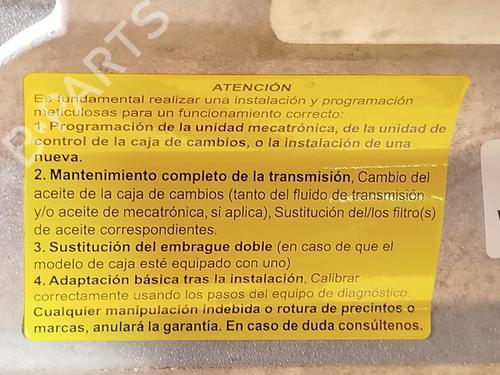 B-PARTS
ATENCIÓN
Es fundamental realizar una instalación y programación
meticulosas para un funcionamiento correcto:
1. Programación de la unidad mecatrónica, de la unidad de
control de la caja de cambios, o la instalación de una
nueva.
2. Mantenimiento completo de la transmisión, Cambio del
aceite de la caja de cambios (tanto del fluido de transmisión
y/o aceite de mecatrónica, si aplica), Sustitución del/los filtro(s)
de aceite correspondientes.
3. Sustitución del embrague doble (en caso de que el
modelo de caja esté equipado con uno)
4. Adaptación básica tras la instalación, Calibrar
correctamente usando los pasos del equipo de diagnóstico.
Cualquier manipulación indebida o rotura de precintos o
marcas, anulará la garantía. En caso de duda consúltenos.